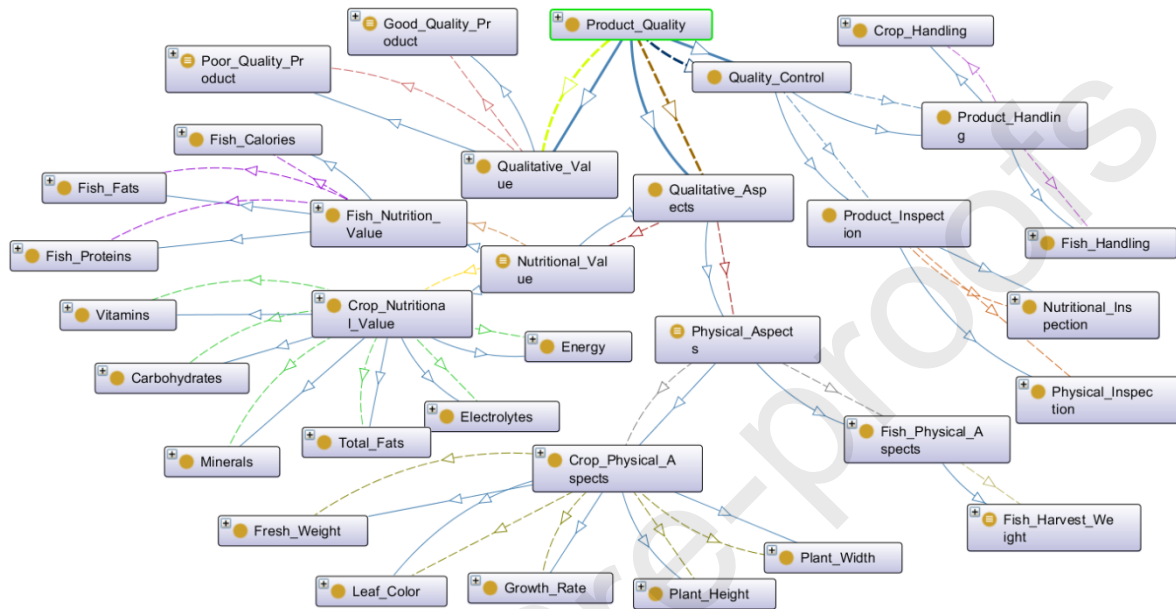 Good_Quality_Pr
oduct
Product_Quality
Crop_Handling
Poor_Quality_Pr
oduct
Quality_Control
Product_Handlin
g
Fish_Calories
Qualitative_Val
ue
Qualitative_Asp
ects
Fish_Fats
Fish_Nutrition_
Value
Product_Inspect
ion
Fish_Handling
Fish_Proteins
Nutritional_Val
ue
Vitamins
Crop_Nutritiona
l_Value
Nutritional_Ins
pection
Energy
Physical_Aspect
s
Carbohydrates
Physical_Inspec
tion
Electrolytes
Total_Fats
Minerals
Fish_Physical_A
spects
Crop_Physical_A
spects
Fresh_Weight
Fish_Harvest_We
ight
Plant_Width
Leaf_Color
Growth_Rate
Plant_Height
re-proofs